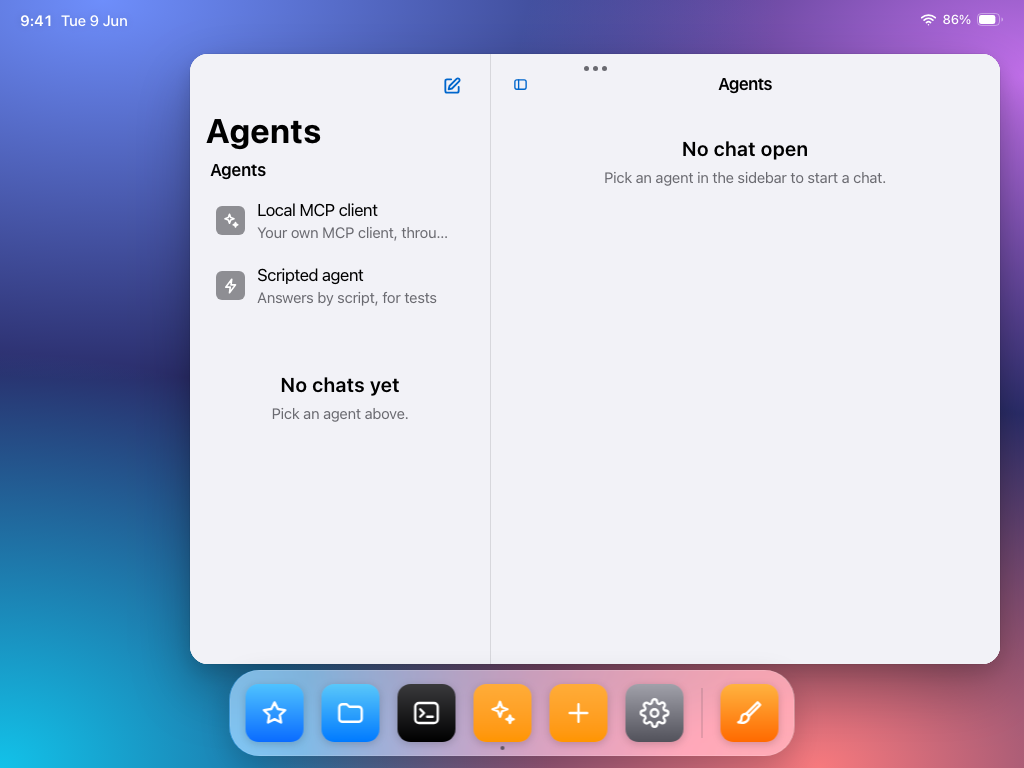 9:41 Tue 9 Jun
86%
Agents
Agents
Agents
Local MCP client
Your own MCP client, throu...
Scripted agent
Answers by script, for tests
No chats yet
Pick an agent above.
No chat open
Pick an agent in the sidebar to start a chat.